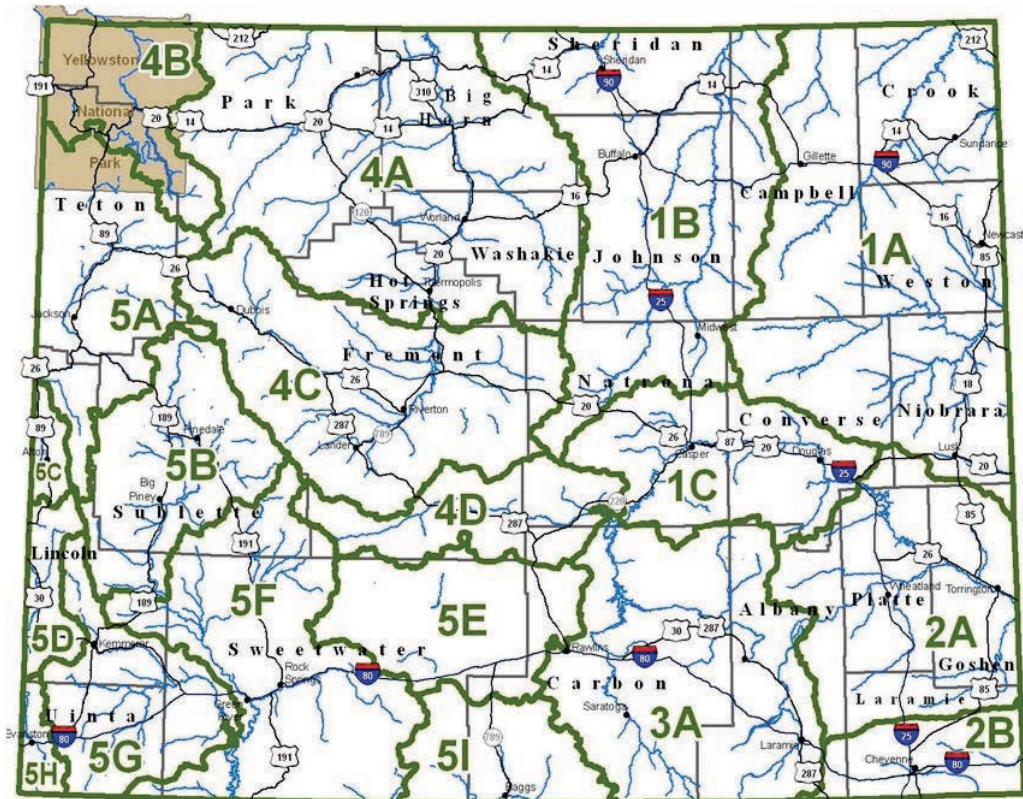 212
Sheridan
Sheridan
212
Yellowston
4B
14
90
14
191
310
Big
Crook
Park
National
20
14
20
14
Horn
14
Sundance
Buffalo
90
Park
4A
Gillette
16
Campbell
Teton
120
Worland
1B
16
89
20
Washakie
Johnson
1A
Newcast
85
26
Hot
Thermopolis
Springs
25
Weston
Dubois
Jackson
5A
Midwest
Fremont
26
4C
26
Natrona
18
189
20
Riverton
Converse
Niobrara
89
Pinedale
287
789
26
87
20
Lander
Casper
Douglas
Lusk
5C
5B
25
20
Big
Piney
1C
220
Sublette
4D
287
85
191
Lincoln
26
30
189
5F
5E
Wheatland
Torrington
Albany
Platte
5D
Kemmerer
30
287
2A
Sweetwater
Rawlins
80
Goshen
Rock
Springs
80
Carbon
85
Green
River
Laramie
Uinta
Saratoga
3A
Evanston
80
789
25
2B
5G
191
5I
Laramie
Cheyenne
80
5H
287
Baggs